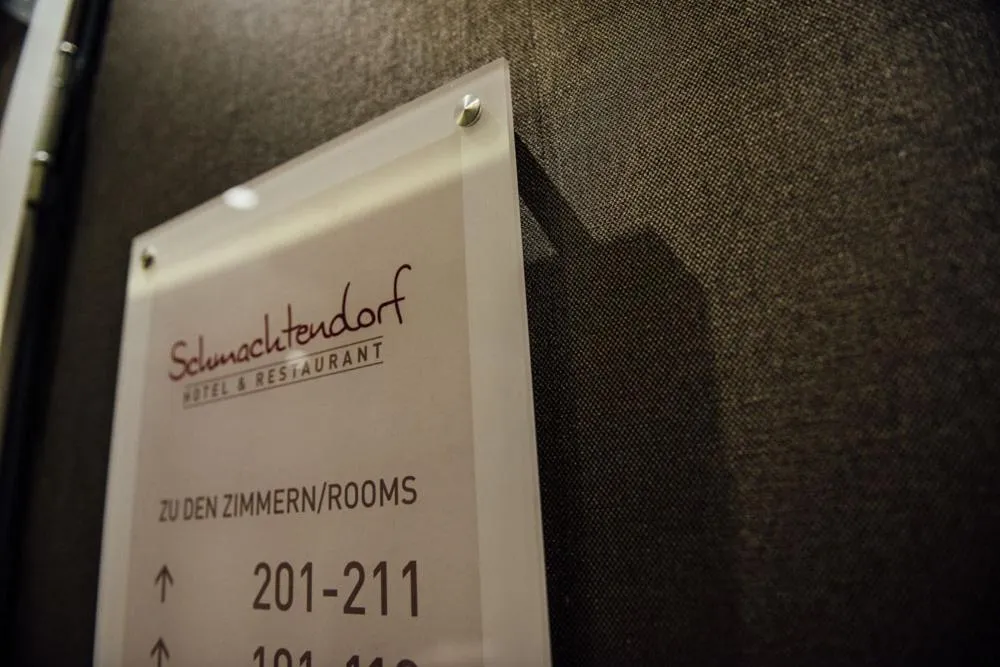 Schmachtendorf
HOTEL & RESTAURANT
ZU DEN ZIMMERN/ROOMS
↑ 201-211
↑